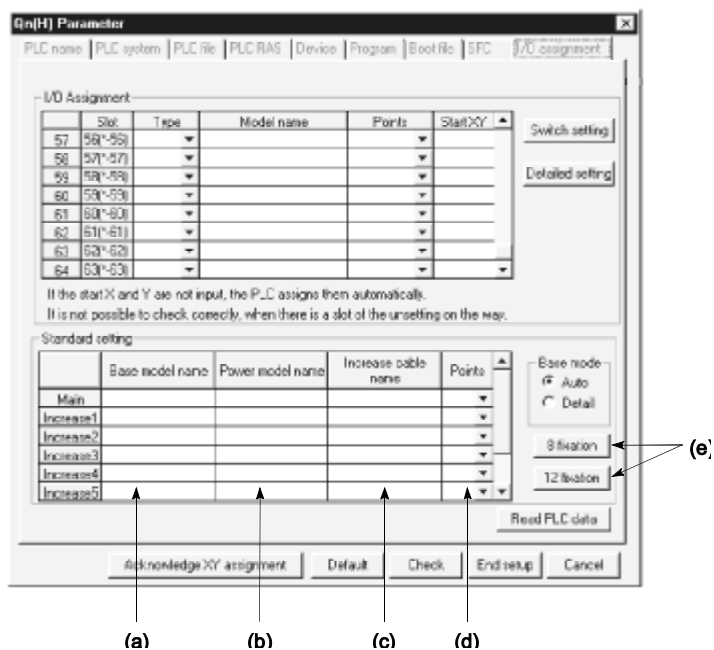 Qn(H) Parameter
PLC name PLC system PLC file PLC RAS Device Program Boot file SFC I/O assignment
I/O Assignment
Slot Type Model name Points Start XY
57 56(*-56)
58 57(*-57)
59 58(*-58)
60 59(*-59)
61 60(*-60)
62 61(*-61)
63 62(*-62)
64 63(*-63)
Switch setting
Detailed setting
If the start X and Y are not input, the PLC assigns them automatically.
It is not possible to check correctly, when there is a slot of the unsetting on the way.
Standard setting
Base model name Power model name Increase cable name Points
Main
Increase1
Increase2
Increase3
Increase4
Increase5
Base mode
Auto
Detail
8 fixation
12 fixation
(e)
Read PLC data
Acknowledge XY assignment Default Check End setup Cancel
(a) (b) (c) (d)